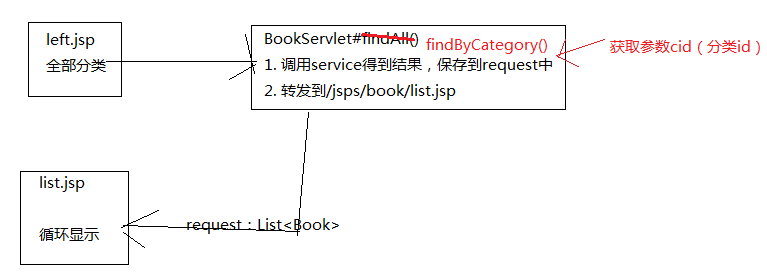 left.jsp
全部分类
BookServlet#findAll()
findByCategory()
获取参数cid（分类id）
1. 调用service得到结果，保存到request中
2. 转发到/jsps/book/list.jsp
list.jsp
循环显示
request：List<Book>